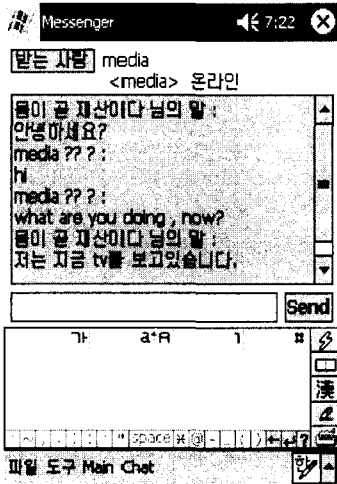 Messenger 7:22
받는 사람 media
<media> 온라인
몸이 곧 재산이다 님의 말 :
안녕하세요?
media ?? ? :
hi
media ?? ? :
what are you doing , now?
몸이 곧 재산이다 님의 말 :
저는 지금 tv를 보고있습니다.
Send
가 a*A 1 #
漢
space
파일 도구 Main Chat